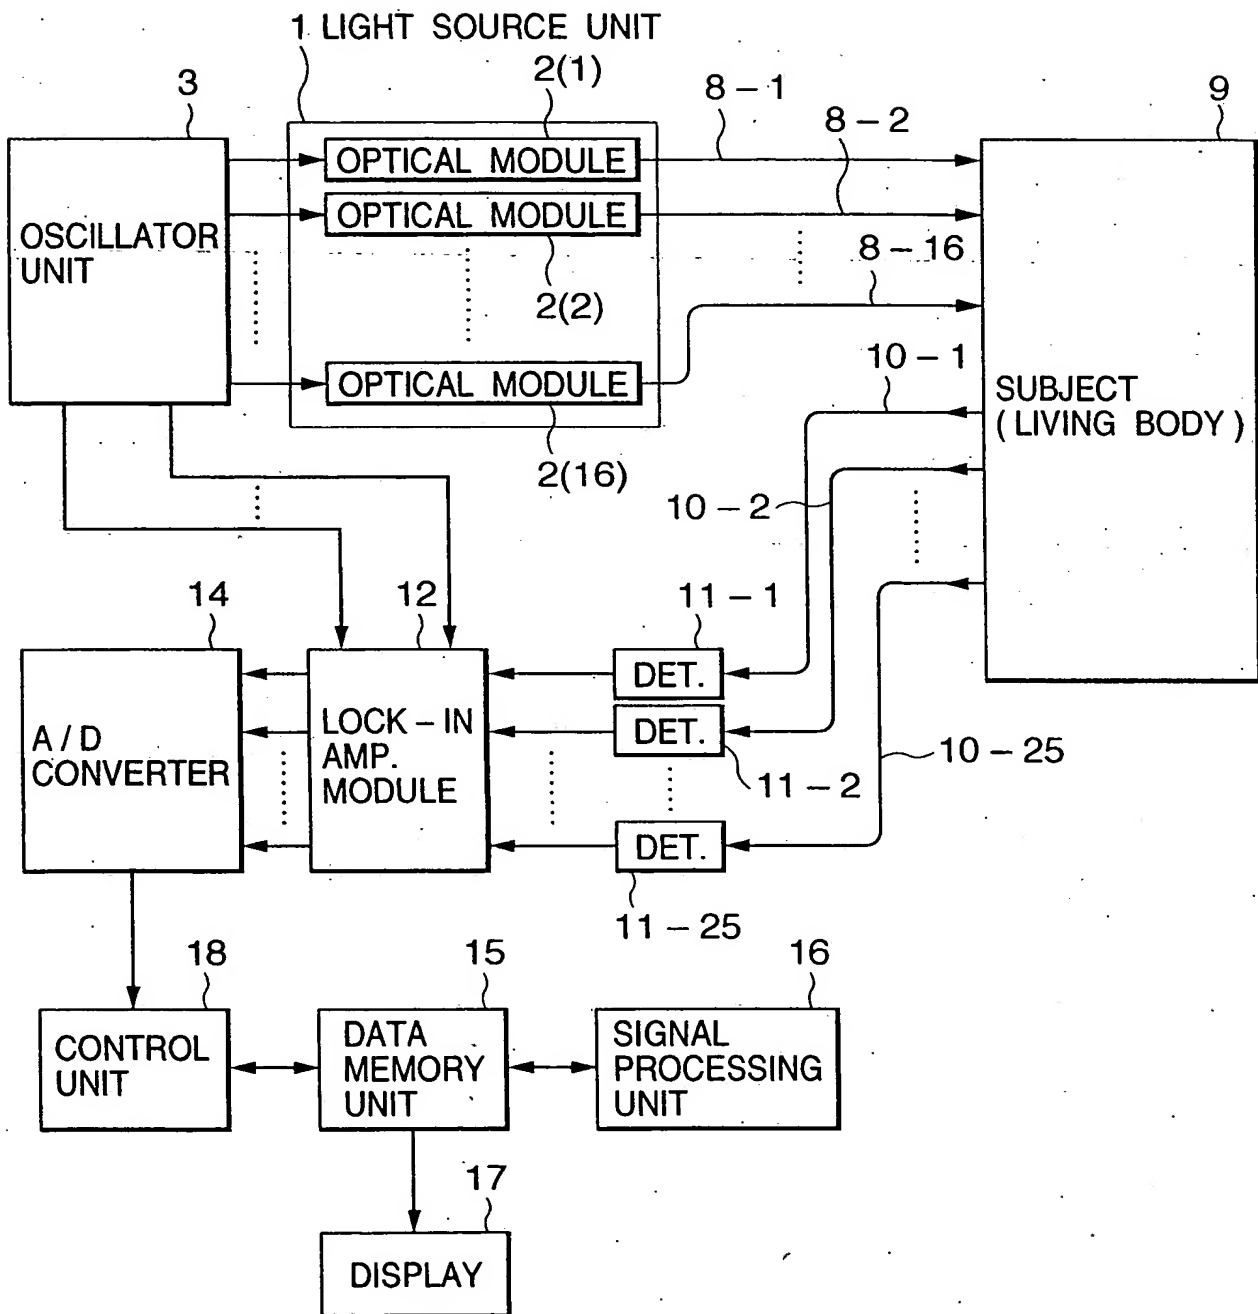 1 LIGHT SOURCE UNIT
3
2(1)
8-1
8-2
9
OPTICAL MODULE
OPTICAL MODULE
OSCILLATOR
UNIT
8-16
2(2)
10-1
OPTICAL MODULE
SUBJECT
(LIVING BODY)
2(16)
10-2
14
12
11-1
DET.
LOCK-IN
AMP.
MODULE
DET.
A/D
CONVERTER
10-25
11-2
DET.
11-25
18
15
16
CONTROL
UNIT
DATA
MEMORY
UNIT
SIGNAL
PROCESSING
UNIT
17
DISPLAY